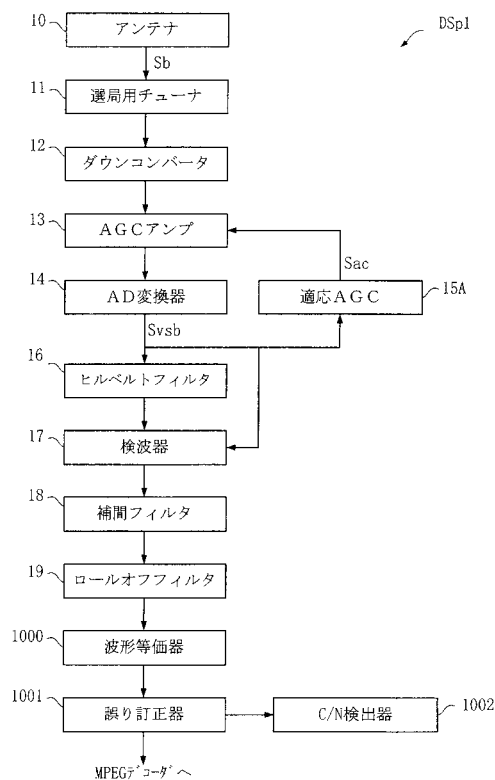 DSp1
10
アンテナ
Sb
11
選局用チューナ
12
ダウンコンバータ
13
AGCアンプ
Sac
14
AD変換器
適応AGC
15A
Svsb
16
ヒルベルトフィルタ
17
検波器
18
補間フィルタ
19
ロールオフフィルタ
1000
波形等価器
1001
誤り訂正器
C/N検出器
1002
MPEGデコーダへ